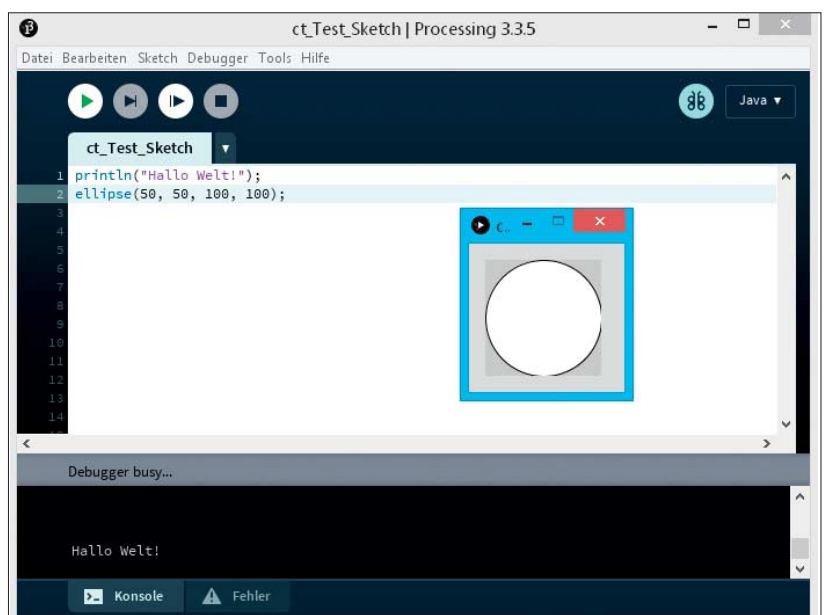 ct_Test_Sketch | Processing 3.3.5
Datei Bearbeiten Sketch Debugger Tools Hilfe
Java
ct_Test_Sketch
1 println("Hallo Welt!");
2 ellipse(50, 50, 100, 100);
3
4
5
6
7
8
9
10
11
12
13
14
c..
Debugger busy...
Hallo Welt!
Konsole Fehler